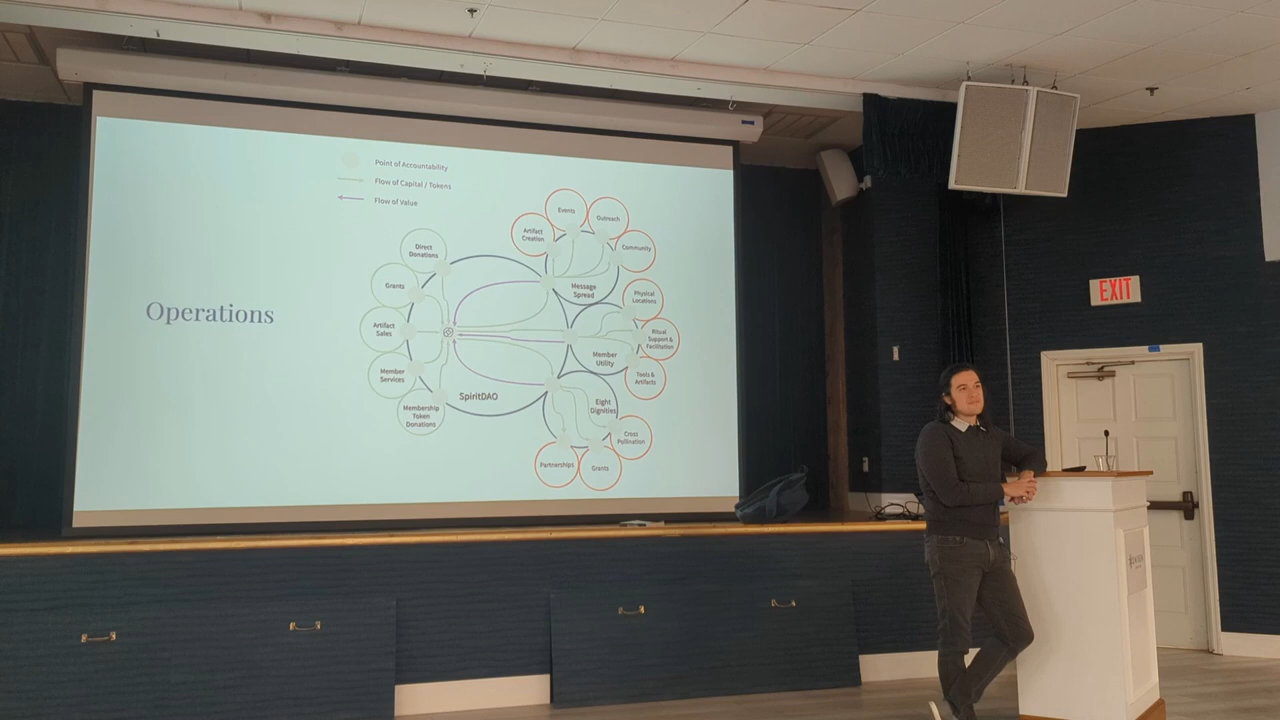 Point of Accountability
Flow of Capital / Tokens
Flow of Value
Operations
Direct
Donations
Grants
Artifact
Sales
Member
Services
Membership
Token
Donations
SpiritDAO
Artifact
Creation
Events
Outreach
Community
Message
Spread
Physical
Locations
Ritual
Support &
Facilitation
Tools &
Artifacts
Member
Utility
Eight
Dignities
Cross
Pollination
Grants
Partnerships
EXIT